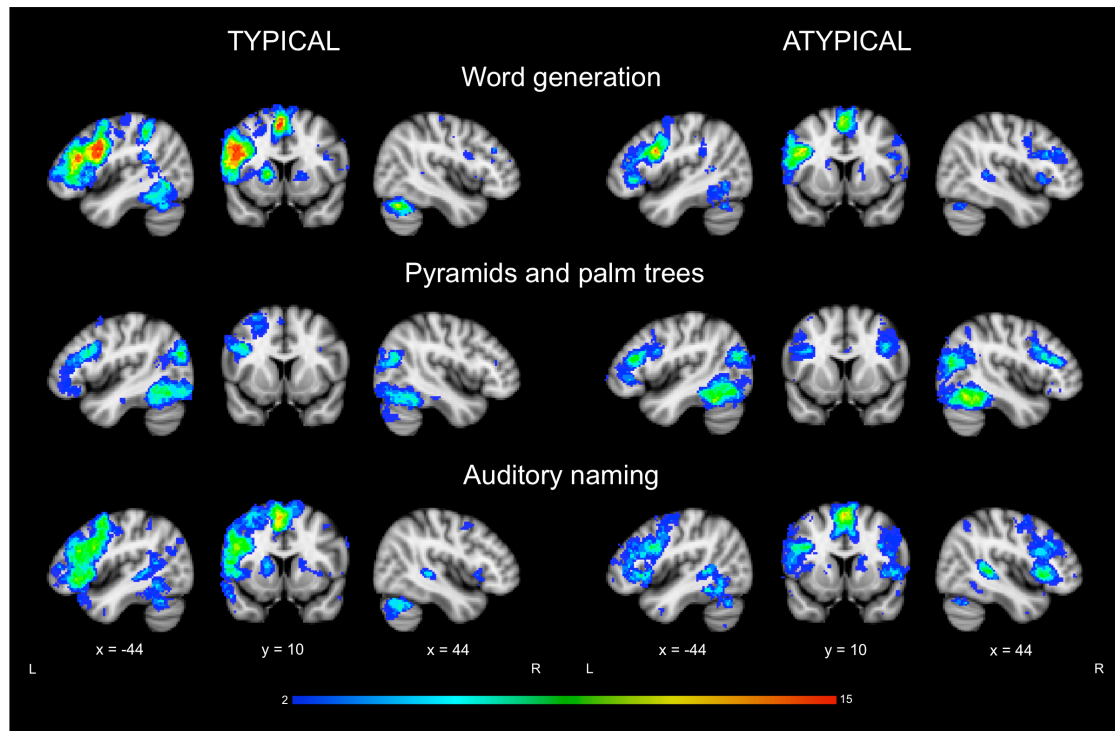 TYPICAL ATYPICAL
Word generation
Pyramids and palm trees
Auditory naming
x = -44 y = 10 x = 44 x = -44 y = 10 x = 44
L R L R
2 15